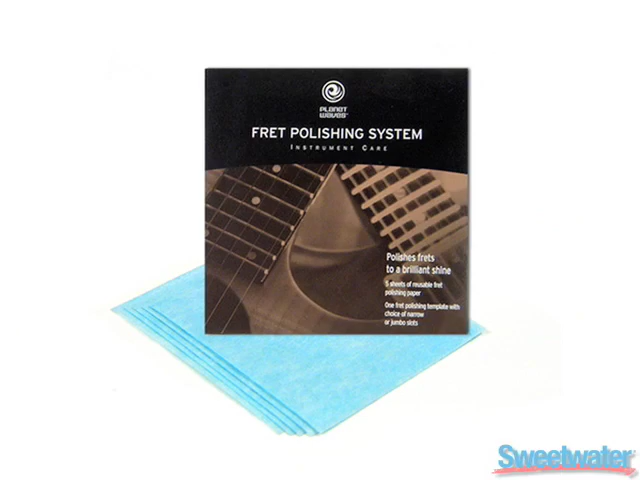 PLANET
WAVES
FRET POLISHING SYSTEM
INSTRUMENT CARE
Polishes frets
to a brilliant shine
5 sheets of reusable fret
polishing paper
One fret polishing template with
choice of narrow
or jumbo slots
Sweetwater